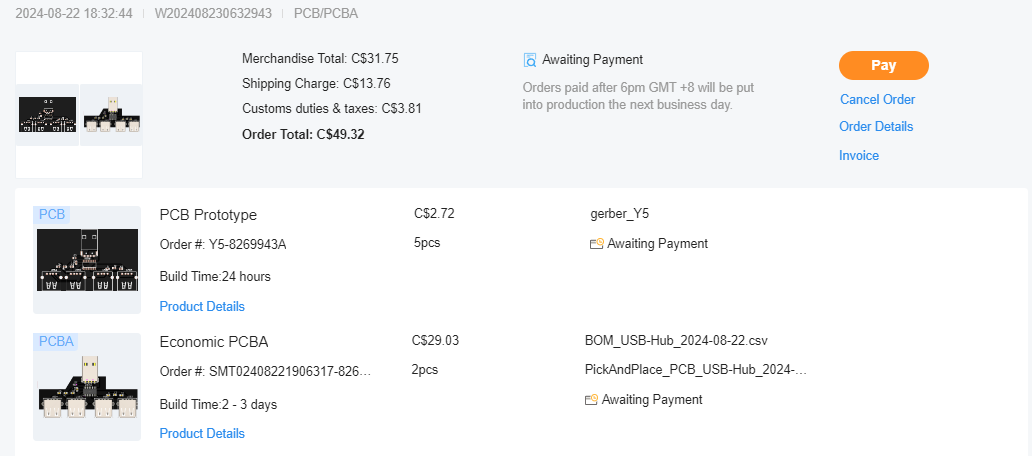 2024-08-22 18:32:44 | W202408230632943 | PCB/PCBA
Merchandise Total: C$31.75
Shipping Charge: C$13.76
Customs duties & taxes: C$3.81
Order Total: C$49.32
Awaiting Payment
Orders paid after 6pm GMT +8 will be put
into production the next business day.
Pay
Cancel Order
Order Details
Invoice
PCB
PCB Prototype
Order #: Y5-8269943A
Build Time:24 hours
Product Details
C$2.72
5pcs
gerber_Y5
Awaiting Payment
PCBA
Economic PCBA
Order #: SMT02408221906317-826…
Build Time:2 - 3 days
Product Details
C$29.03
2pcs
BOM_USB-Hub_2024-08-22.csv
PickAndPlace_PCB_USB-Hub_2024-…
Awaiting Payment